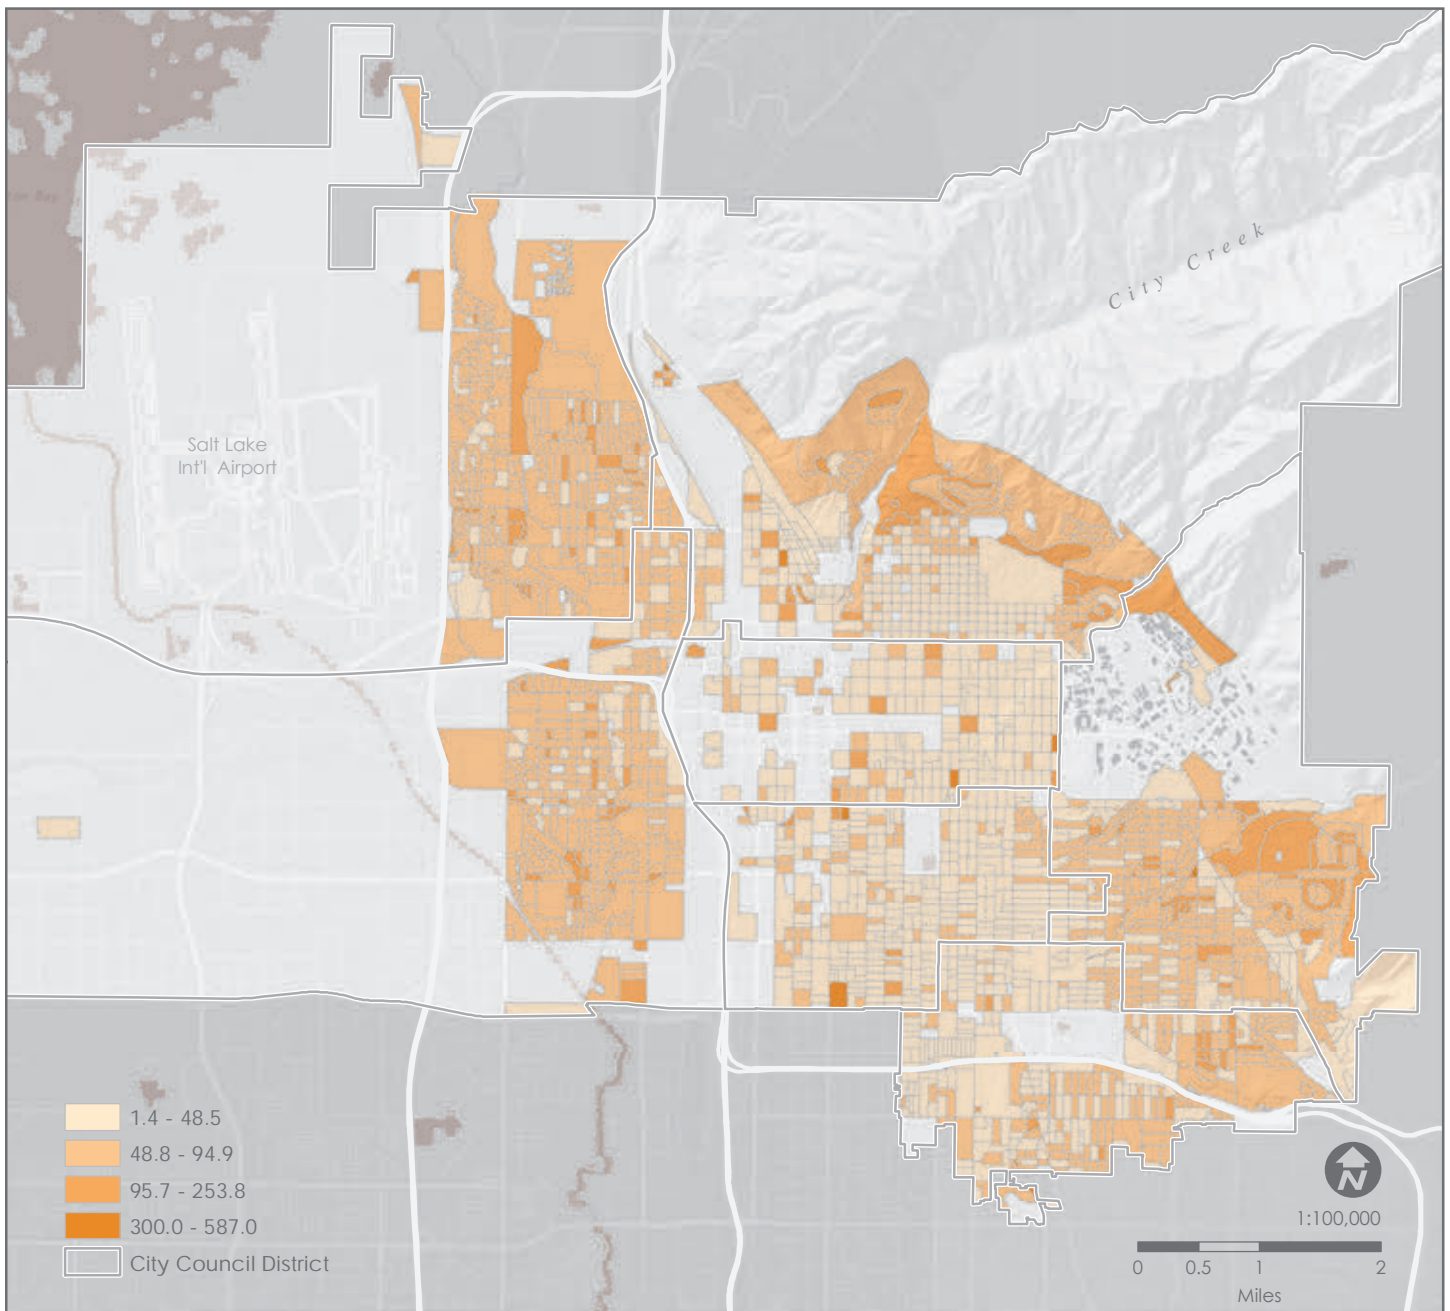 City Creek
Salt Lake
Int'l Airport
1.4 - 48.5
48.8 - 94.9
95.7 - 253.8
300.0 - 587.0
City Council District
N
1:100,000
0 0.5 1 2
Miles